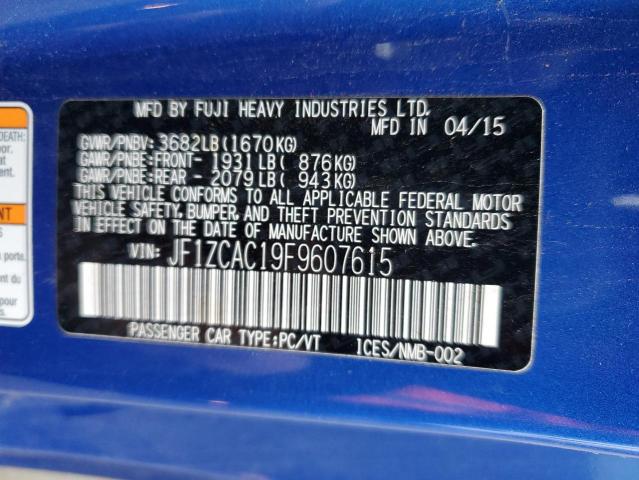 MFD BY FUJI HEAVY INDUSTRIES LTD.
MFD IN 04/15
GVWR/PNBV: 3682LB(1670KG)
GAWR/PNBE:FRONT- 1931LB( 876KG)
GAWR/PNBE:REAR - 2079LB( 943KG)
THIS VEHICLE CONFORMS TO ALL APPLICABLE FEDERAL MOTOR
VEHICLE SAFETY, BUMPER, AND THEFT PREVENTION STANDARDS
IN EFFECT ON THE DATE OF MANUFACTURE SHOWN ABOVE.
VIN: JF1ZCAC19F9607615
PASSENGER CAR TYPE:PC/VT ICES/NMB-002
DEATH: